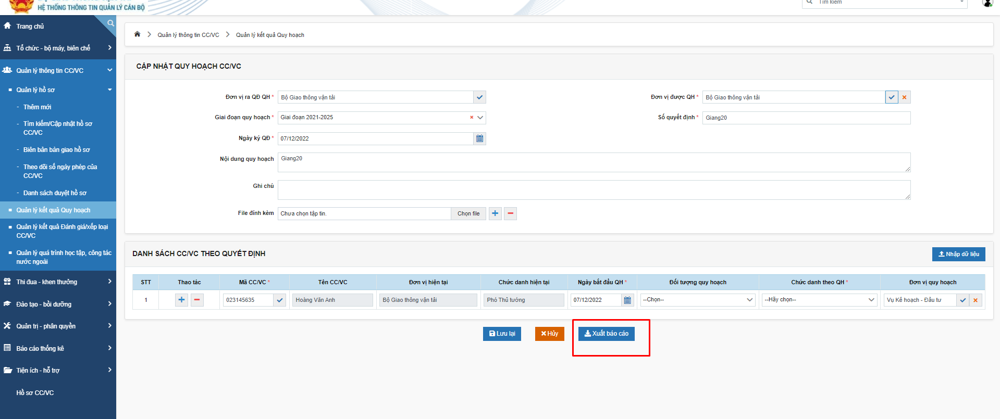 HỆ THỐNG THÔNG TIN QUẢN LÝ CÁN BỘ
Tìm kiếm
Trang chủ
Tổ chức - bộ máy, biên chế
Quản lý thông tin CC/VC
Quản lý hồ sơ
- Thêm mới
- Tìm kiếm/Cập nhật hồ sơ
CC/VC
- Biên bản bàn giao hồ sơ
- Theo dõi số ngày phép của
CC/VC
- Danh sách duyệt hồ sơ
Quản lý kết quả Quy hoạch
Quản lý kết quả Đánh giá/xếp loại
CC/VC
Quản lý quá trình học tập, công tác
nước ngoài
Thi đua - khen thưởng
Đào tạo - bồi dưỡng
Quản trị - phân quyền
Báo cáo thống kê
Tiện ích - hỗ trợ
Hồ sơ CC/VC
Quản lý thông tin CC/VC > Quản lý kết quả Quy hoạch
CẬP NHẬT QUY HOẠCH CC/VC
Đơn vị ra QĐ QH * Bộ Giao thông vận tải
Đơn vị được QH * Bộ Giao thông vận tải
Giai đoạn quy hoạch * Giai đoạn 2021-2025
Số quyết định * Giang20
Ngày ký QĐ * 07/12/2022
Nội dung quy hoạch Giang20
Ghi chú
File đính kèm Chưa chọn tập tin. Chọn file
DANH SÁCH CC/VC THEO QUYẾT ĐỊNH
Nhập dữ liệu
STT Thao tác Mã CC/VC * Tên CC/VC Đơn vị hiện tại Chức danh hiện tại Ngày bắt đầu QH * Đối tượng quy hoạch Chức danh theo QH * Đơn vị quy hoạch
1 023145635 Hoàng Văn Anh Bộ Giao thông vận tải Phó Thủ tướng 07/12/2022 --Chọn-- --Hãy chọn-- Vụ Kế hoạch - Đầu tư
Lưu lại Hủy Xuất báo cáo